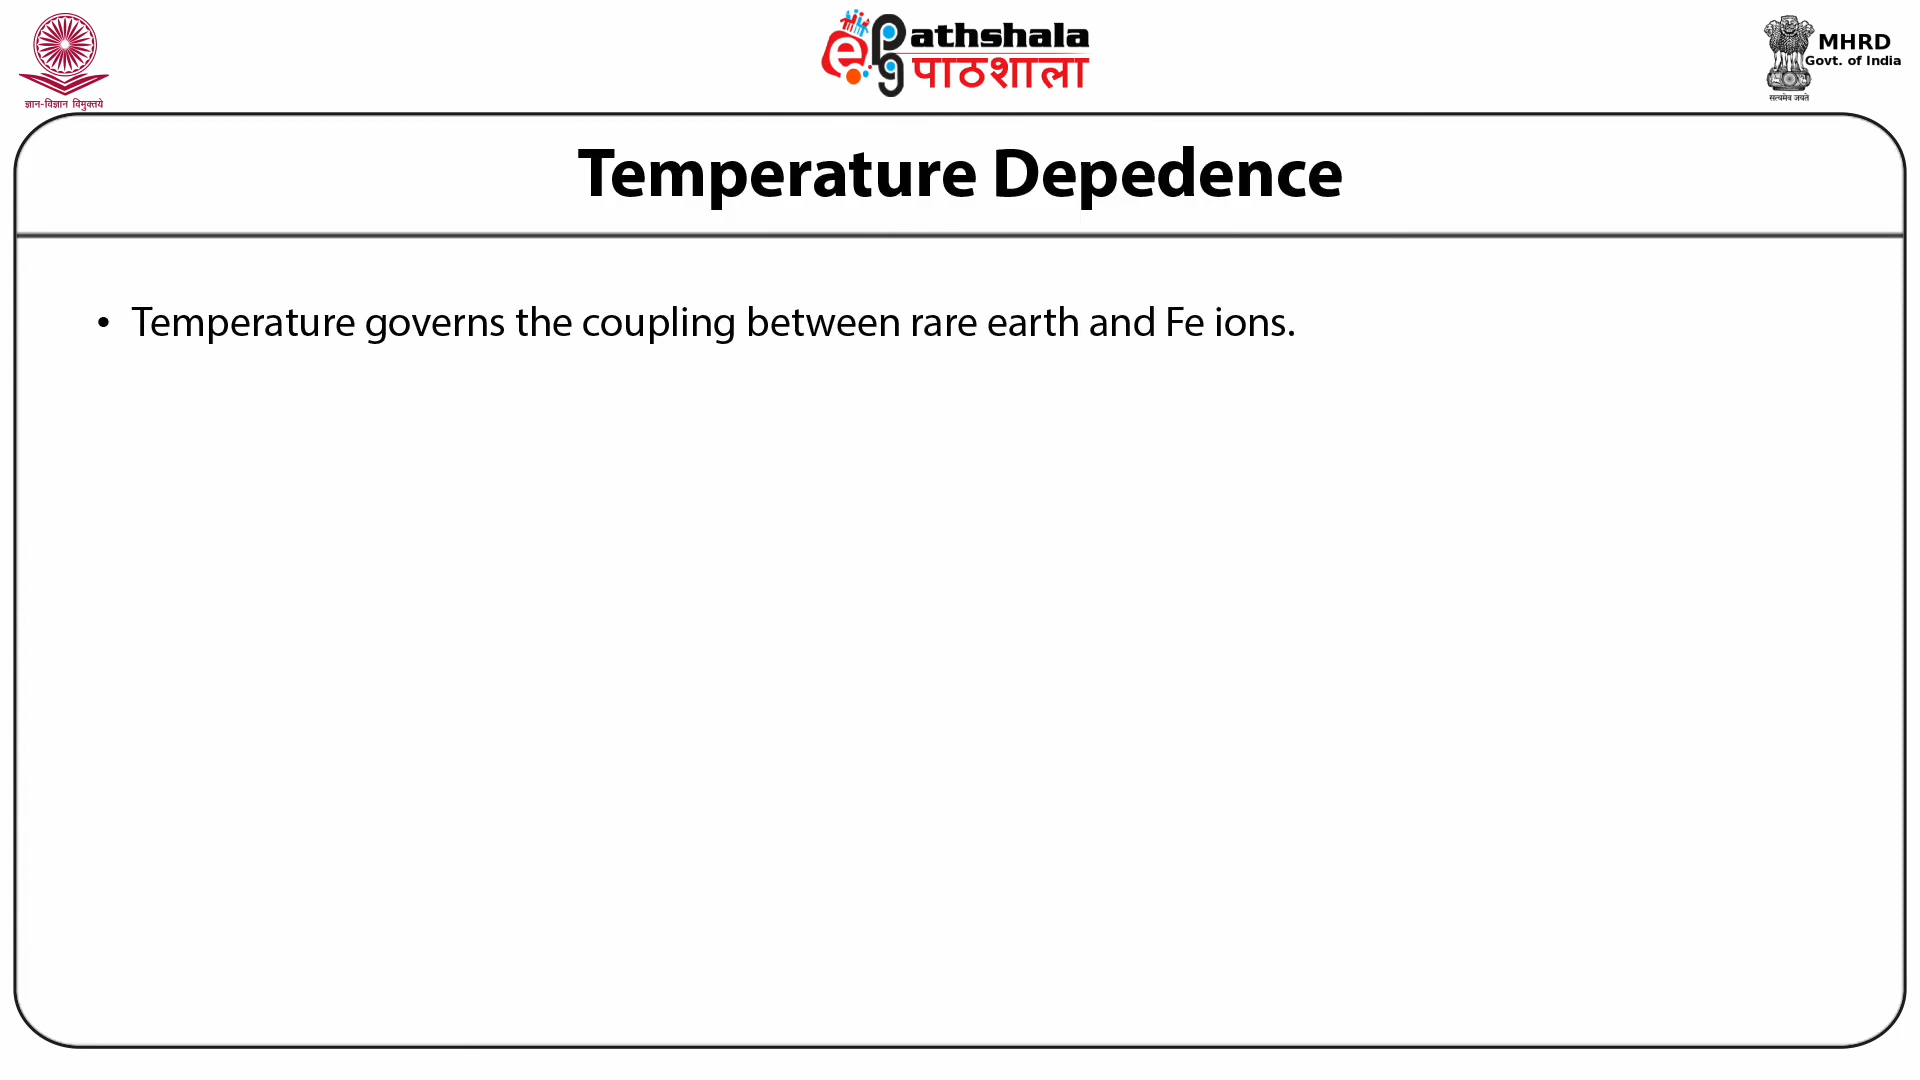 ज्ञान-विज्ञान विमुक्तये
ePGathshala
पाठशाला
MHRD
Govt. of India
सत्यमेव जयते
Temperature Depedence
• Temperature governs the coupling between rare earth and Fe ions.